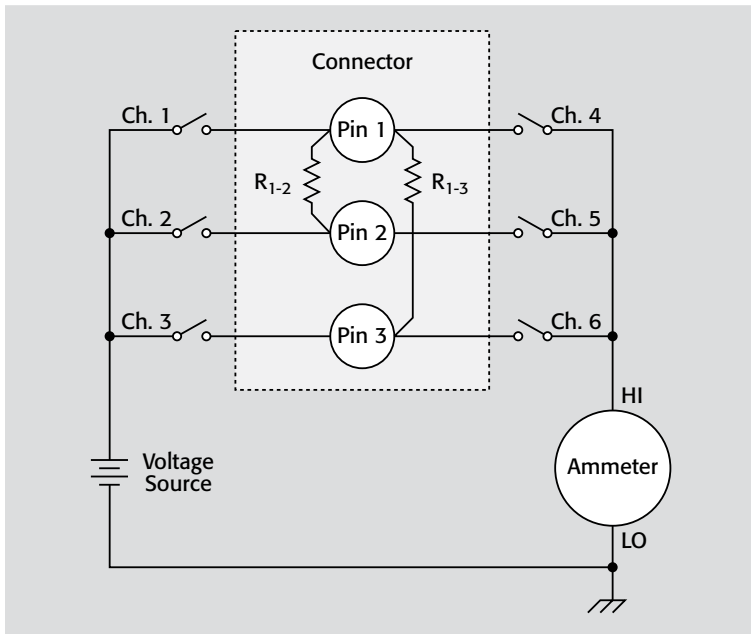 Connector
Ch. 1
Pin 1
Ch. 4
R1-2
R1-3
Ch. 2
Pin 2
Ch. 5
Ch. 3
Pin 3
Ch. 6
HI
Voltage
Source
Ammeter
LO